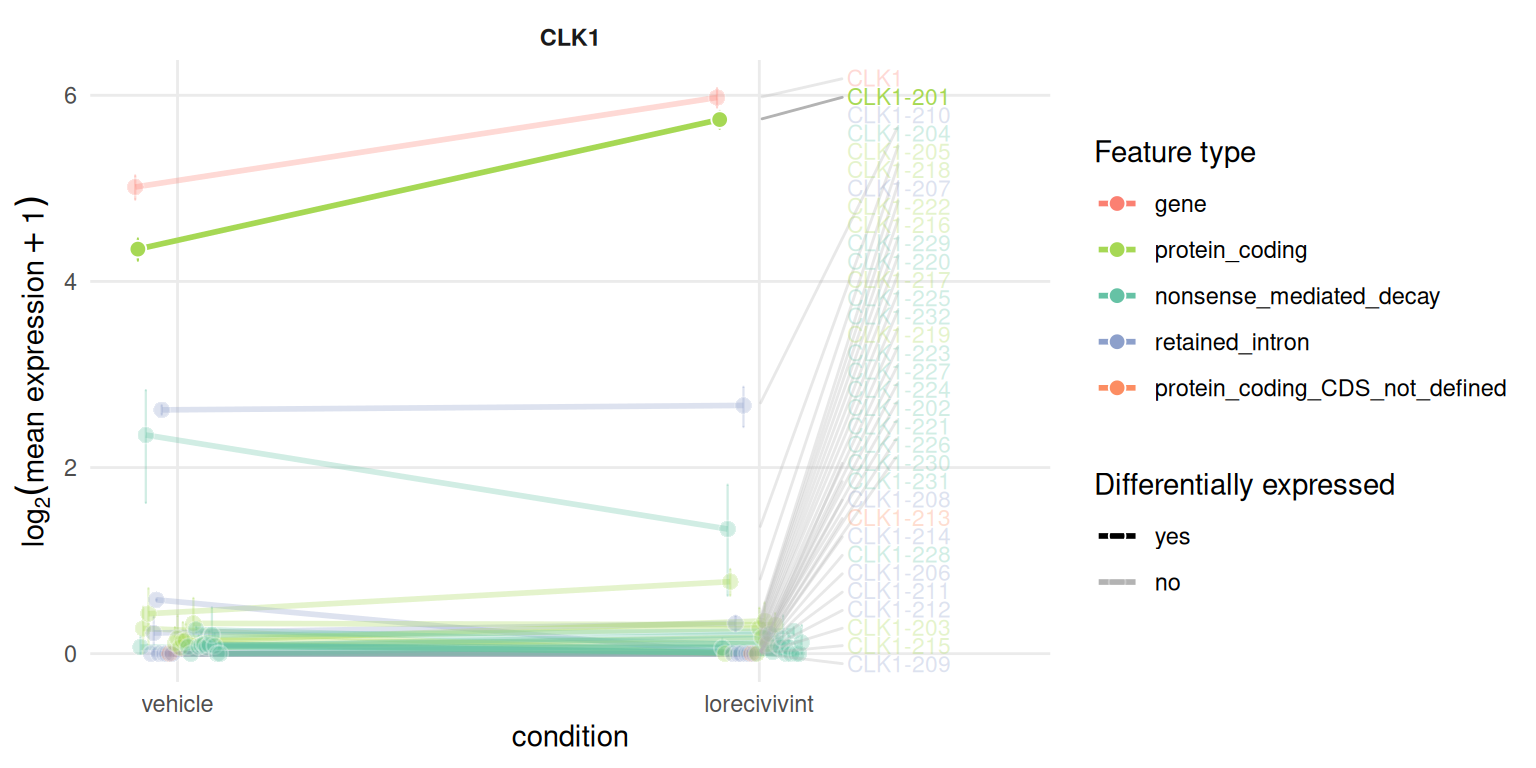 CLK1
log2(mean expression + 1)
6
4
2
0
vehicle
lorecivivint
condition
CLK1
CLK1-201
CLK1-210
CLK1-204
CLK1-205
CLK1-218
CLK1-207
CLK1-222
CLK1-216
CLK1-229
CLK1-220
CLK1-217
CLK1-225
CLK1-232
CLK1-219
CLK1-223
CLK1-227
CLK1-224
CLK1-202
CLK1-221
CLK1-226
CLK1-230
CLK1-231
CLK1-208
CLK1-213
CLK1-214
CLK1-228
CLK1-206
CLK1-211
CLK1-212
CLK1-203
CLK1-215
CLK1-209
Feature type
gene
protein_coding
nonsense_mediated_decay
retained_intron
protein_coding_CDS_not_defined
Differentially expressed
yes
no